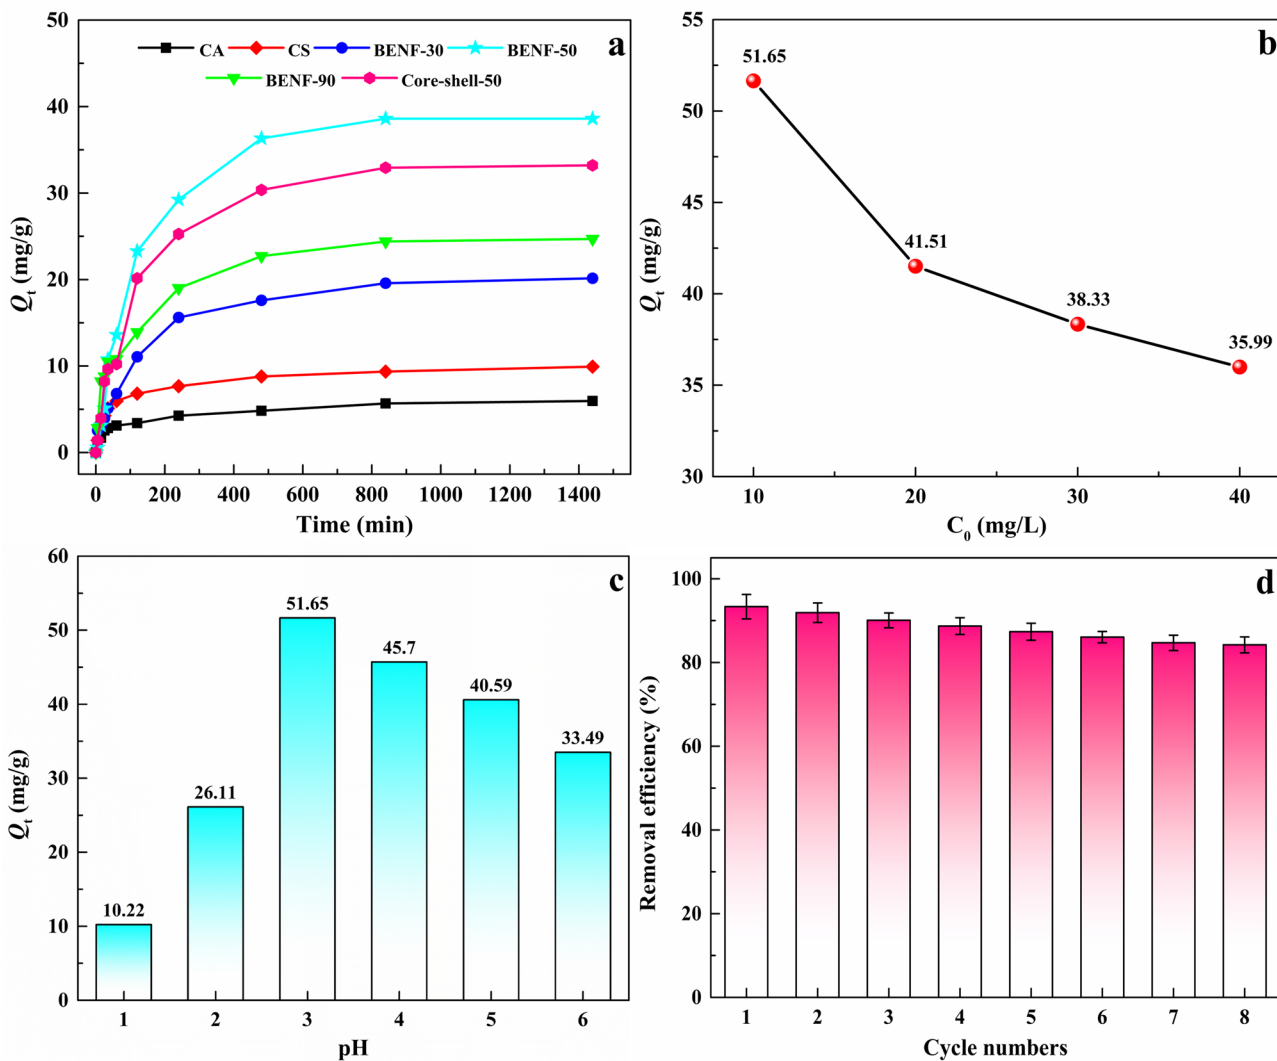 a
CA CS BENF-30 BENF-50
BENF-90 Core-shell-50
50
40
30
20
10
0
Qt (mg/g)
0 200 400 600 800 1000 1200 1400
Time (min)
b
55
50
45
40
35
30
Qt (mg/g)
51.65
41.51
38.33
35.99
10 20 30 40
C0 (mg/L)
c
60
50
40
30
20
10
0
Qt (mg/g)
10.22
26.11
51.65
45.7
40.59
33.49
1 2 3 4 5 6
pH
d
100
80
60
40
20
0
Removal efficiency (%)
1 2 3 4 5 6 7 8
Cycle numbers